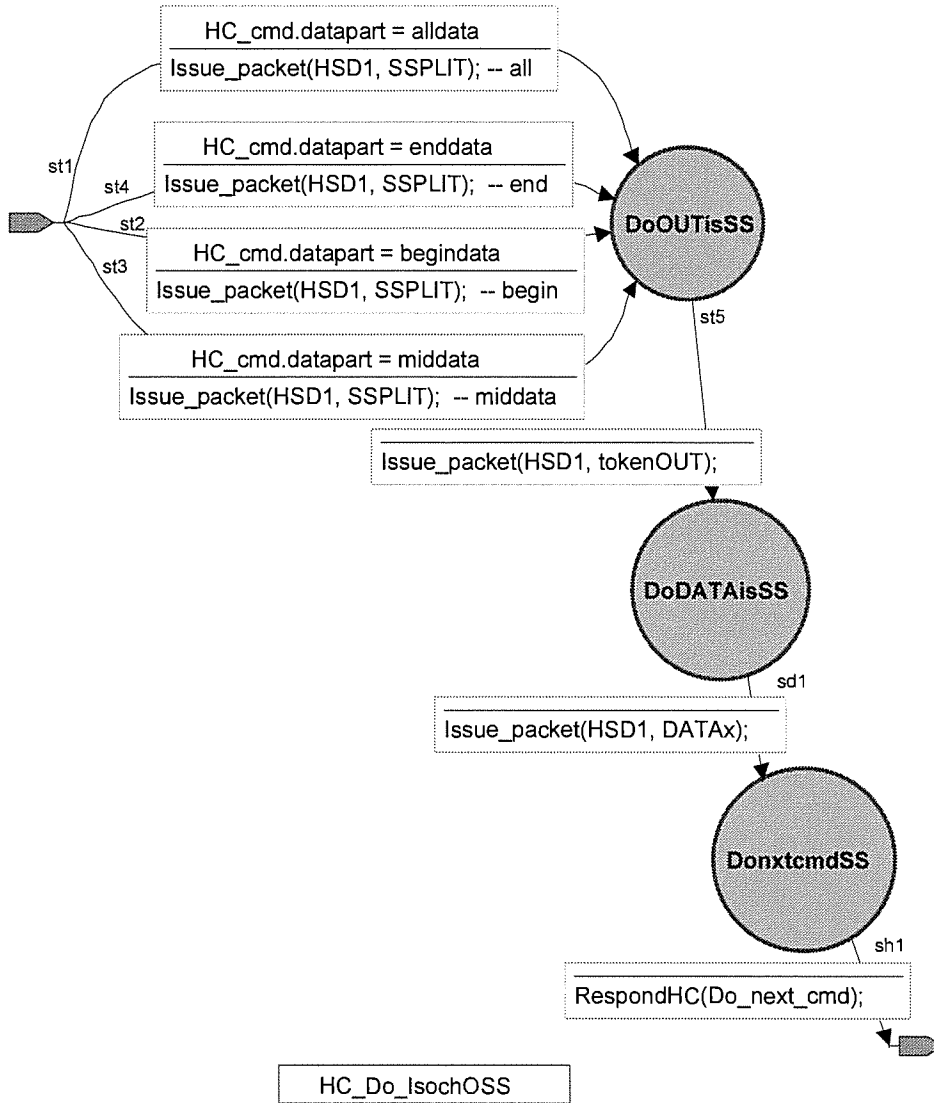 HC_cmd.datapart = alldata
Issue_packet(HSD1, SSPLIT); -- all
st1
HC_cmd.datapart = enddata
Issue_packet(HSD1, SSPLIT);  -- end
st4
st2
HC_cmd.datapart = begindata
Issue_packet(HSD1, SSPLIT);  -- begin
st3
HC_cmd.datapart = middata
Issue_packet(HSD1, SSPLIT);  -- middata
DoOUTisSS
st5
Issue_packet(HSD1, tokenOUT);
DoDATAisSS
sd1
Issue_packet(HSD1, DATAx);
DonxtcmdSS
sh1
RespondHC(Do_next_cmd);
HC_Do_IsochOSS